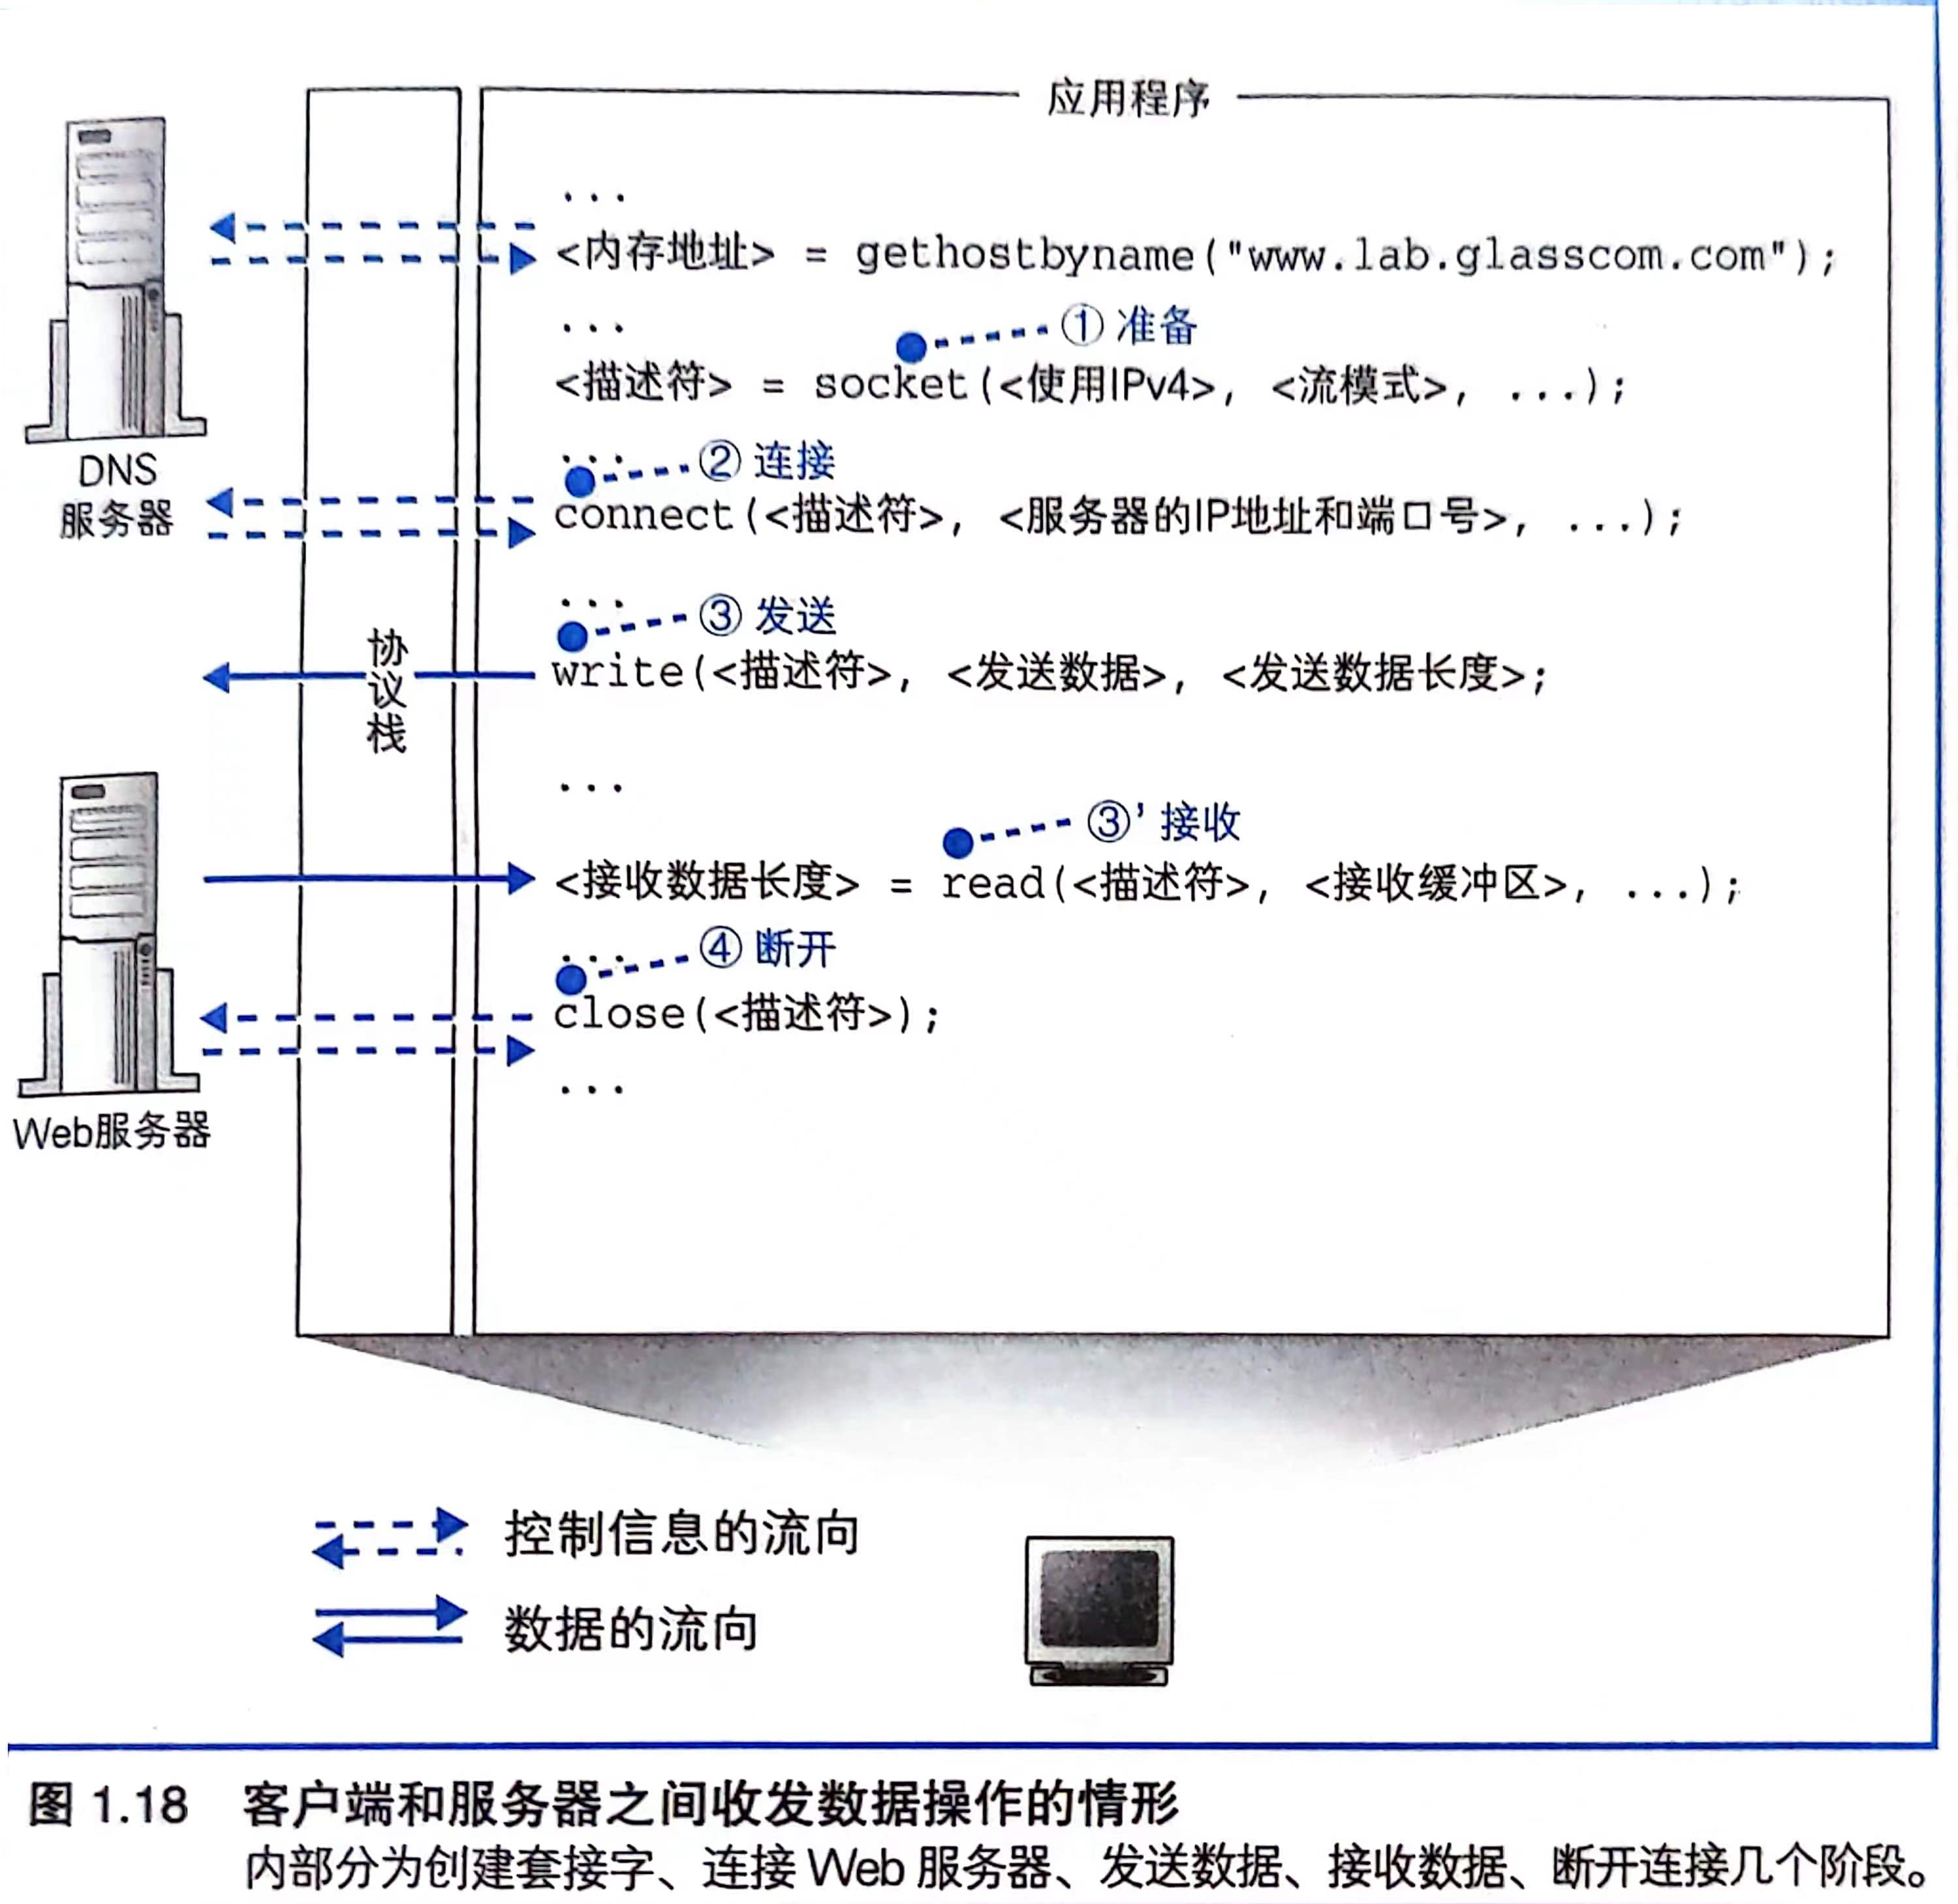 应用程序
...
<内存地址> = gethostbyname("www.lab.glasscom.com");
... ①准备
<描述符> = socket(<使用IPv4>, <流模式>, ...);
... ②连接
DNS
服务器
connect(<描述符>, <服务器的IP地址和端口号>, ...);
... ③发送
write(<描述符>, <发送数据>, <发送数据长度>;
协议栈
...
③'接收
<接收数据长度> = read(<描述符>, <接收缓冲区>, ...);
... ④断开
close(<描述符>);
...
Web服务器
控制信息的流向
数据的流向
图 1.18 客户端和服务器之间收发数据操作的情形
内部分为创建套接字、连接 Web 服务器、发送数据、接收数据、断开连接几个阶段。